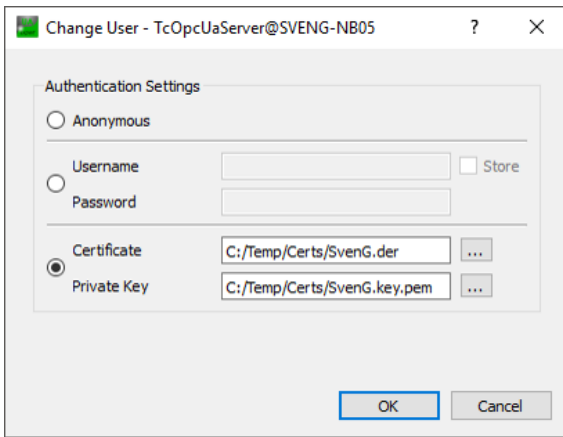 Change User - TcOpcUaServer@SVENG-NB05 ?
Authentication Settings
Anonymous
Username Store
Password
Certificate C:/Temp/Certs/SvenG.der ...
Private Key C:/Temp/Certs/SvenG.key.pem ...
OK Cancel